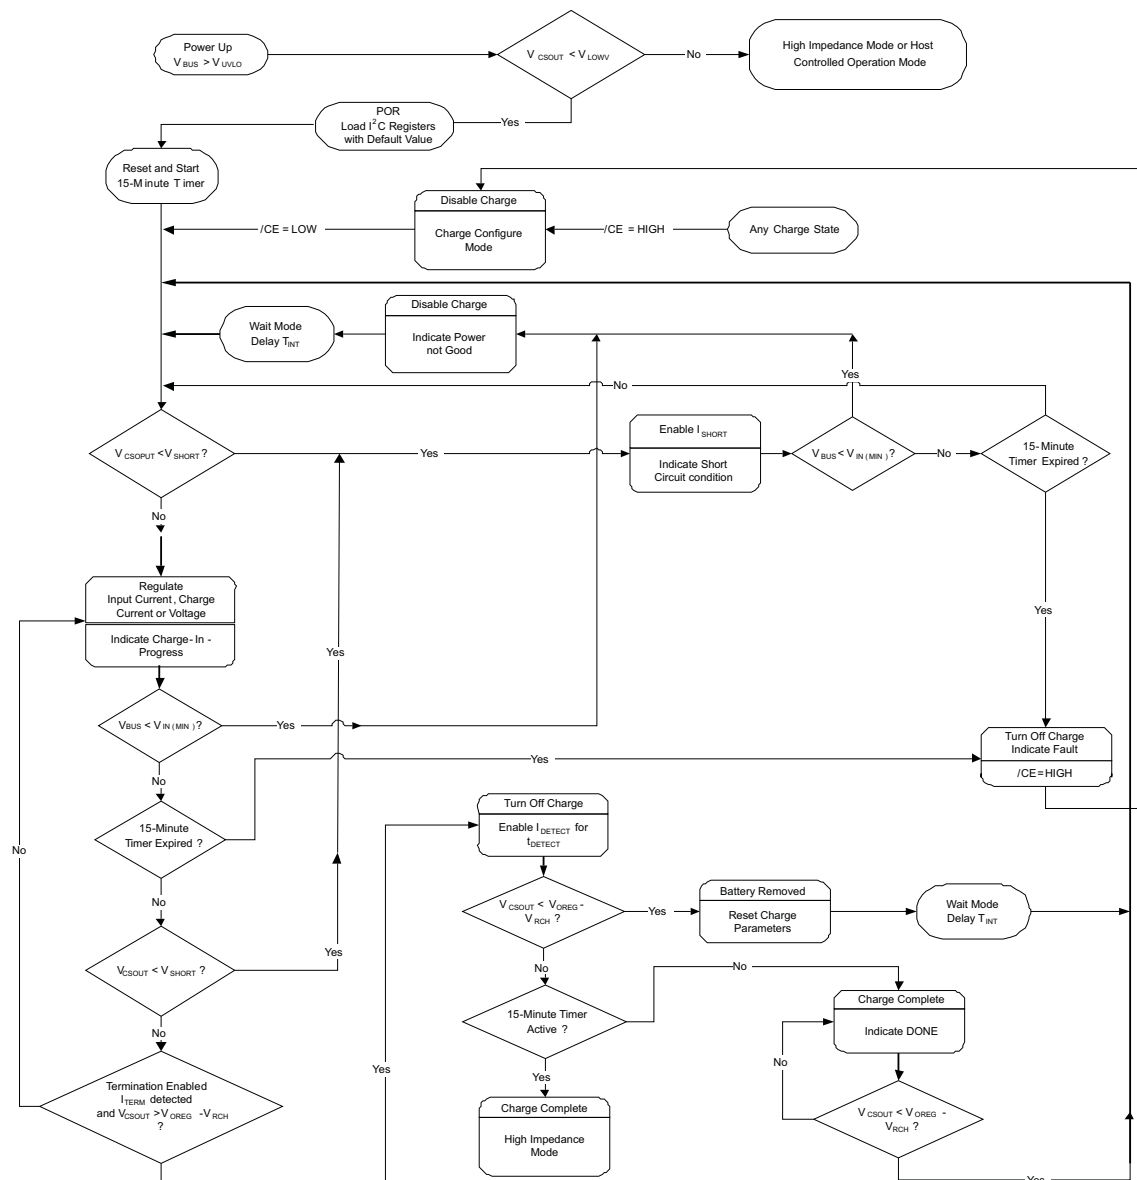 Power Up
V BUS > V UVLO
V CSOUT < V LOWV
No
High Impedance Mode or Host
Controlled Operation Mode
Yes
POR
Load I2C Registers
with Default Value
Reset and Start
15-Minute Timer
Disable Charge
Charge Configure
Mode
/CE = LOW
/CE = HIGH
Any Charge State
Disable Charge
Indicate Power
not Good
Wait Mode
Delay TINT
Yes
No
V CSOPUT < V SHORT ?
Yes
Enable I SHORT
Indicate Short
Circuit condition
V BUS < V IN (MIN) ?
No
15-Minute
Timer Expired ?
No
Regulate
Input Current, Charge
Current or Voltage
Indicate Charge-In-
Progress
Yes
Yes
VBUS < V IN (MIN) ?
Yes
Turn Off Charge
Indicate Fault
/CE=HIGH
No
Yes
15-Minute
Timer Expired ?
No
Turn Off Charge
Enable I DETECT for
tDETECT
No
V CSOUT < V OREG -
V RCH ?
Yes
Battery Removed
Reset Charge
Parameters
Wait Mode
Delay TINT
VCSOUT < V SHORT ?
Yes
No
No
15-Minute Timer
Active ?
Charge Complete
Indicate DONE
No
No
Yes
Yes
Termination Enabled
ITERM detected
and VCSOUT > V OREG - V RCH
?
Charge Complete
High Impedance
Mode
V CSOUT < V OREG -
V RCH ?
Yes